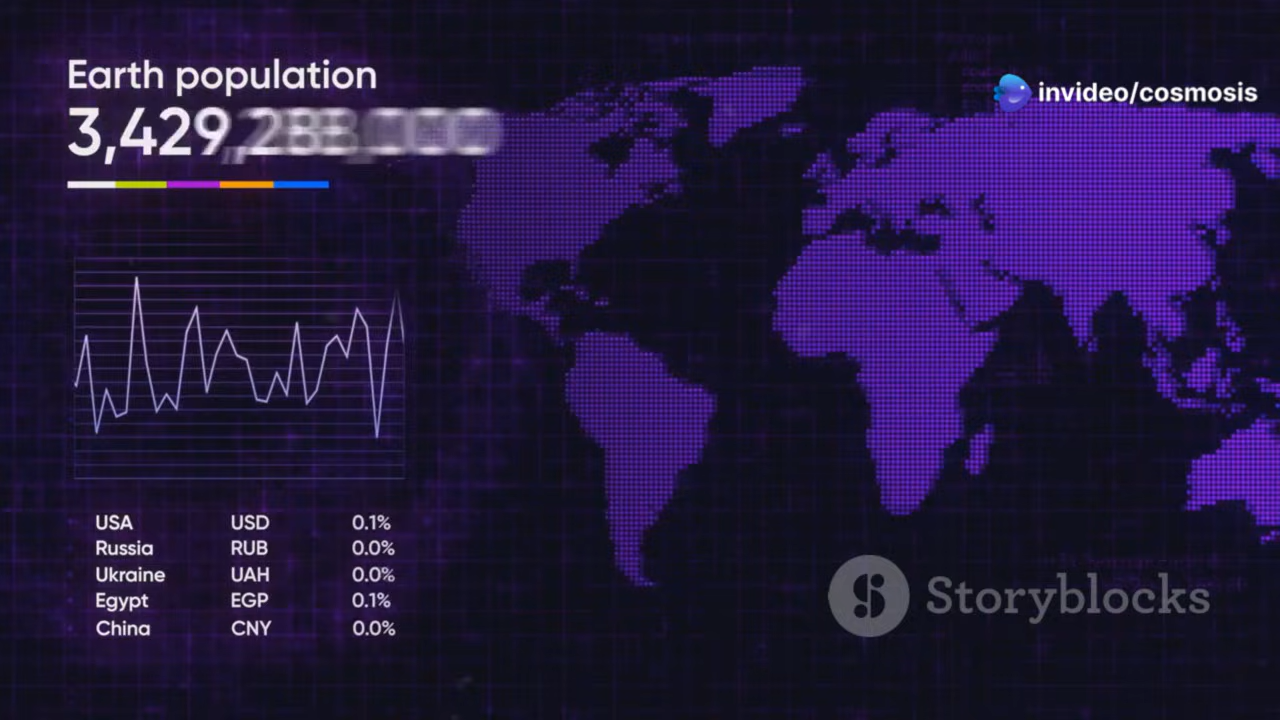 Earth population
3,429
invideo/cosmosis
USA USD 0.1%
Russia RUB 0.0%
Ukraine UAH 0.0%
Egypt EGP 0.1%
China CNY 0.0%
Storyblocks